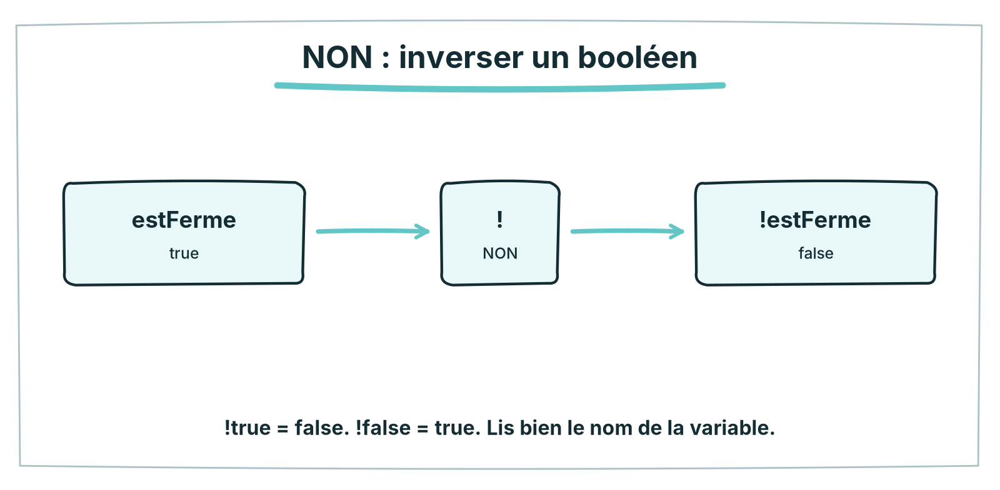 NON : inverser un booléen
estFerme
true
!
NON
!estFerme
false
!true = false. !false = true. Lis bien le nom de la variable.